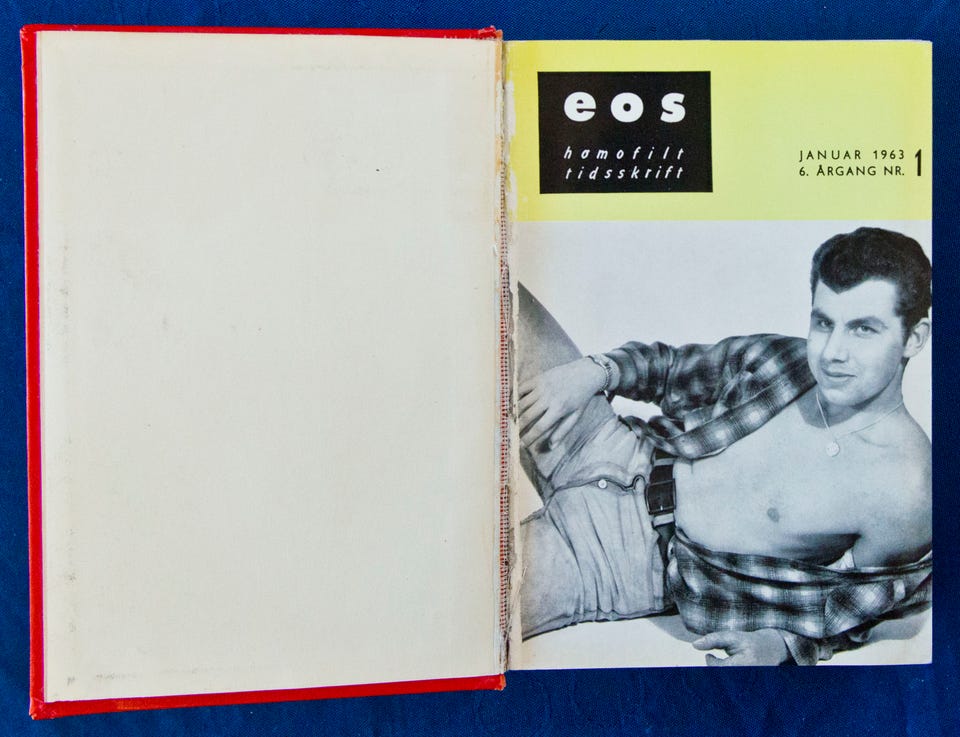 eos
homofilt
tidsskrift
JANUAR 1963
6. ÅRGANG NR. 1